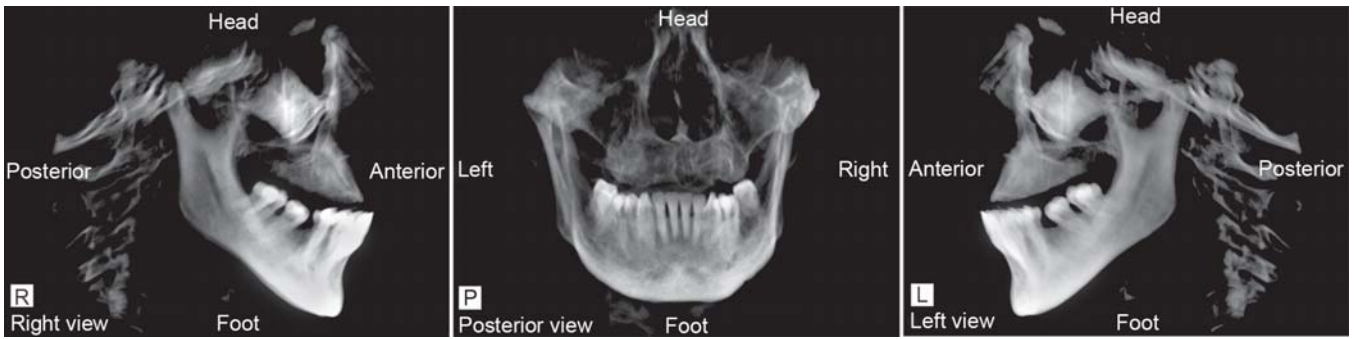 Head
Posterior
Anterior
R
Right view
Foot
Head
Left
Right
P
Posterior view
Foot
Head
Anterior
Posterior
L
Left view
Foot